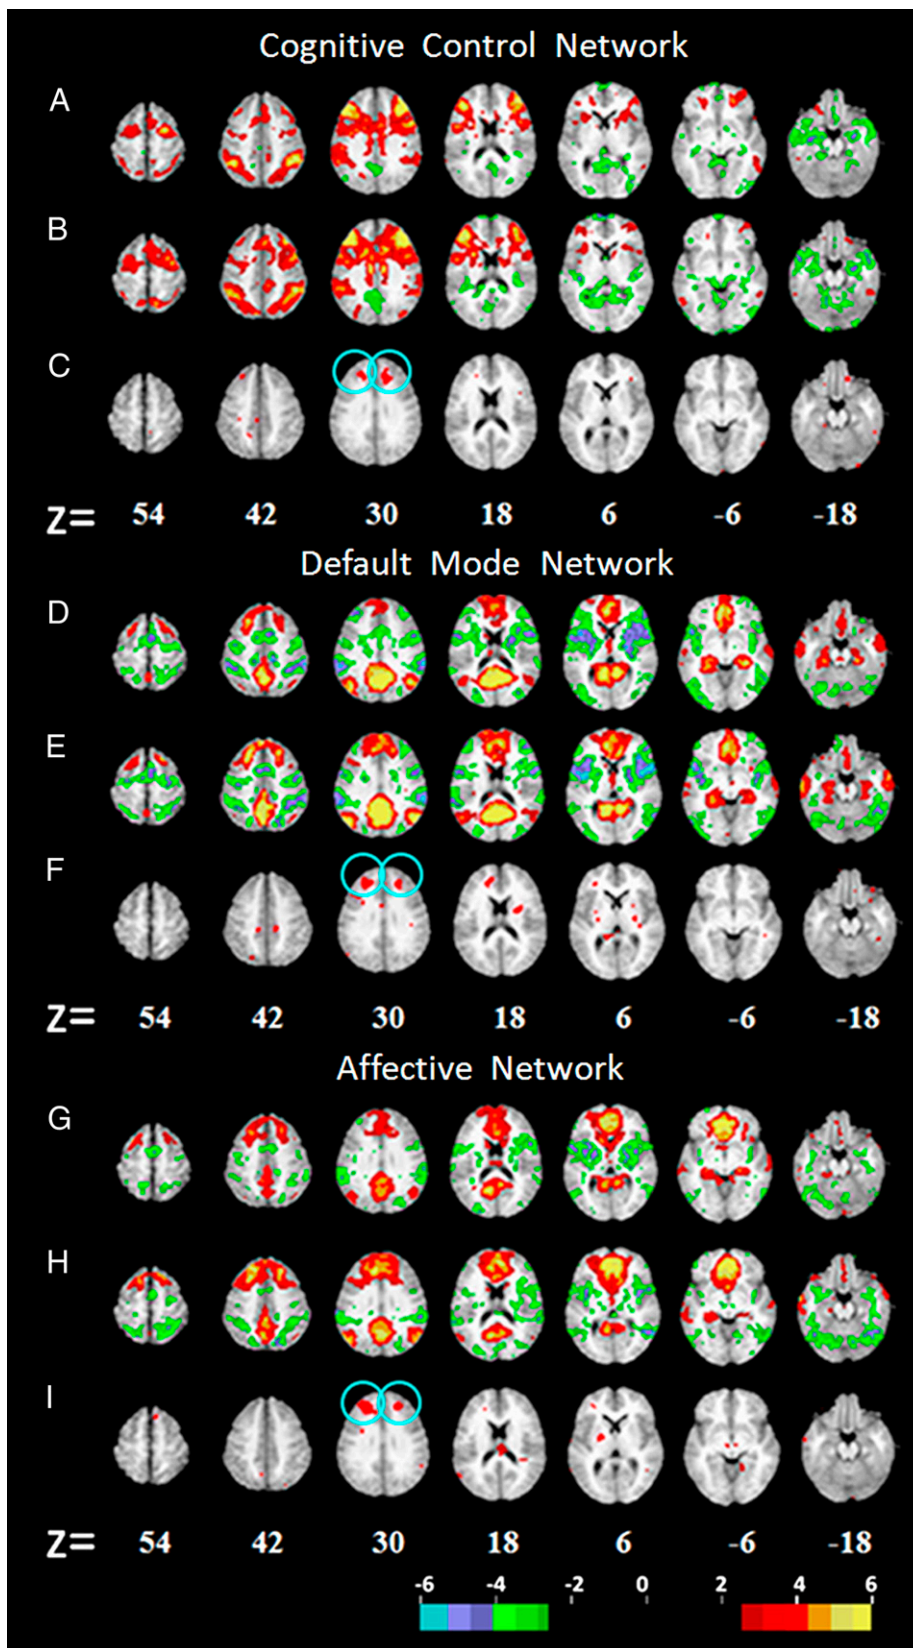 Cognitive Control Network
A
B
C
Z= 54 42 30 18 6 -6 -18
Default Mode Network
D
E
F
Z= 54 42 30 18 6 -6 -18
Affective Network
G
H
I
Z= 54 42 30 18 6 -6 -18
-6 -4 -2 0 2 4 6